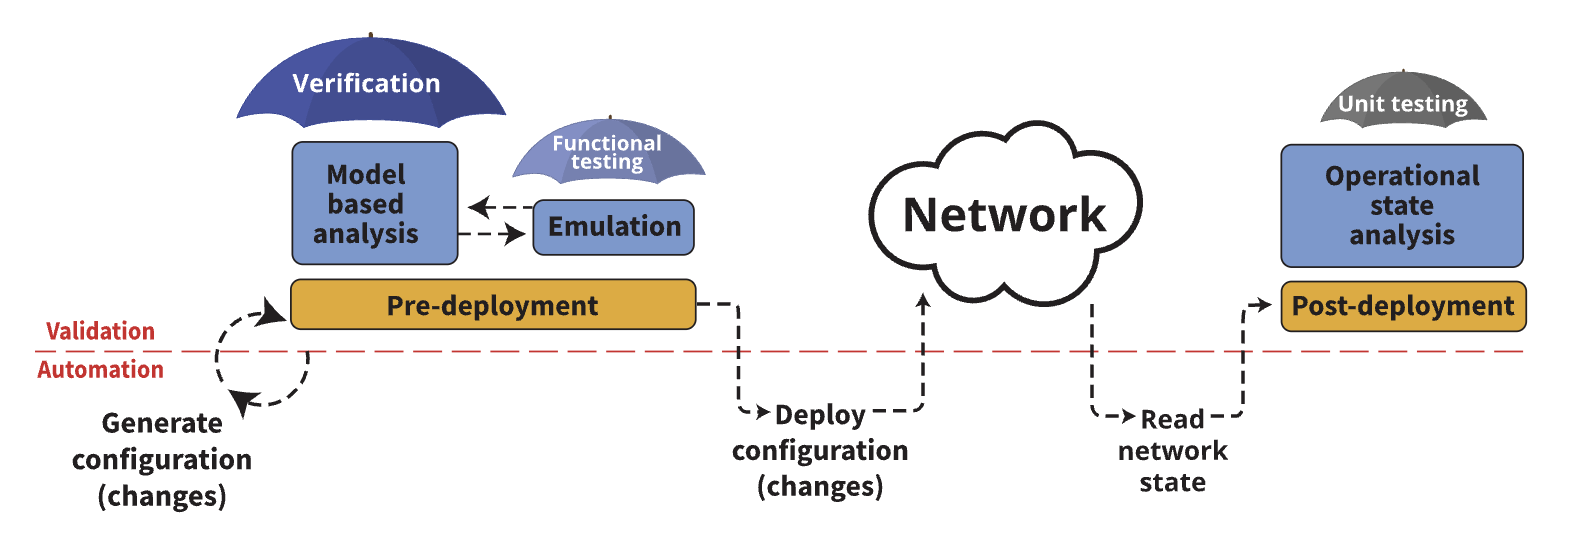 Verification
Functional
testing
Model
based
analysis
Emulation
Pre-deployment
Network
Unit testing
Operational
state
analysis
Post-deployment
Validation
Automation
Generate
configuration
(changes)
Deploy
configuration
(changes)
Read
network
state